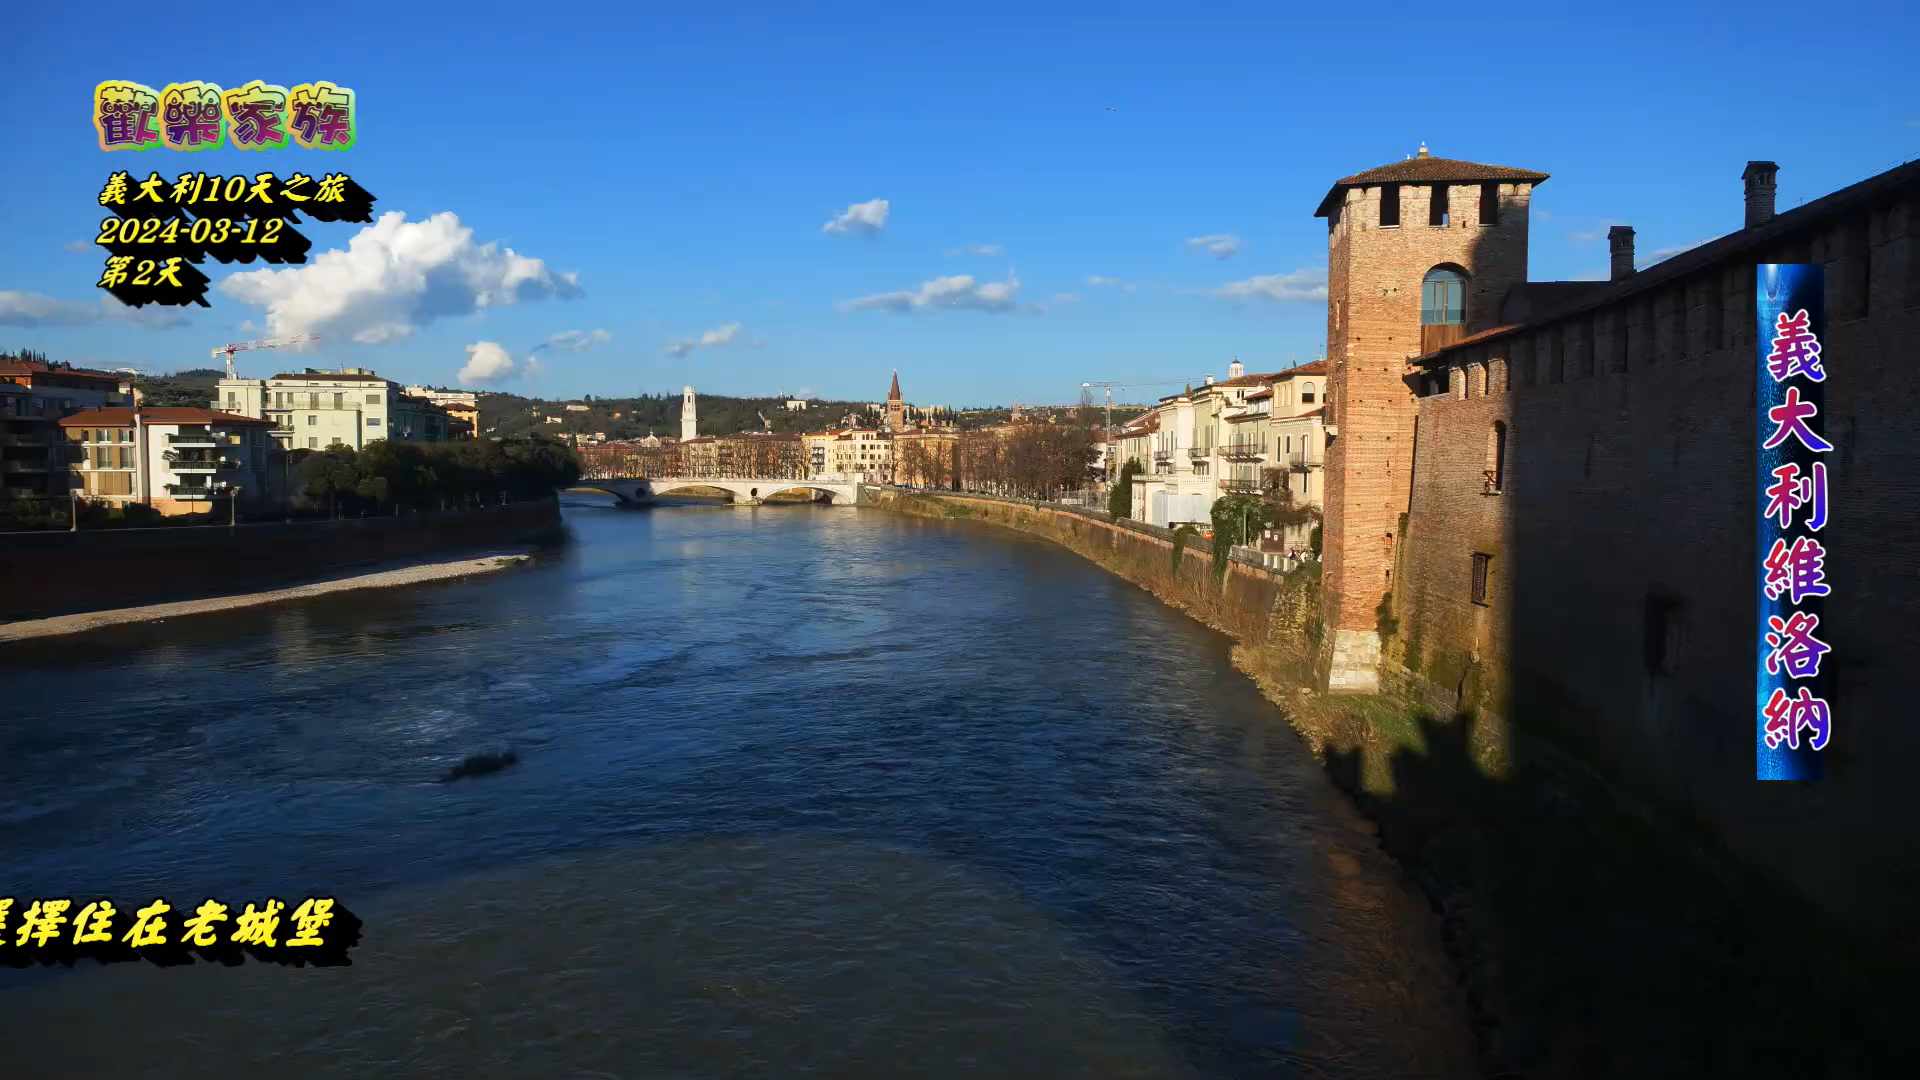 歡樂家族
義大利10天之旅
2024-03-12
第2天
義大利維洛納
擇住在老城堡